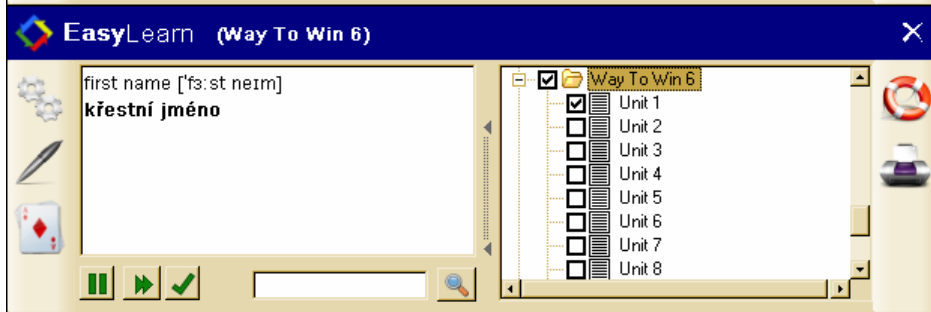 EasyLearn (Way To Win 6)
first name ['fɜ:st neɪm]
křestní jméno
Way To Win 6
Unit 1
Unit 2
Unit 3
Unit 4
Unit 5
Unit 6
Unit 7
Unit 8